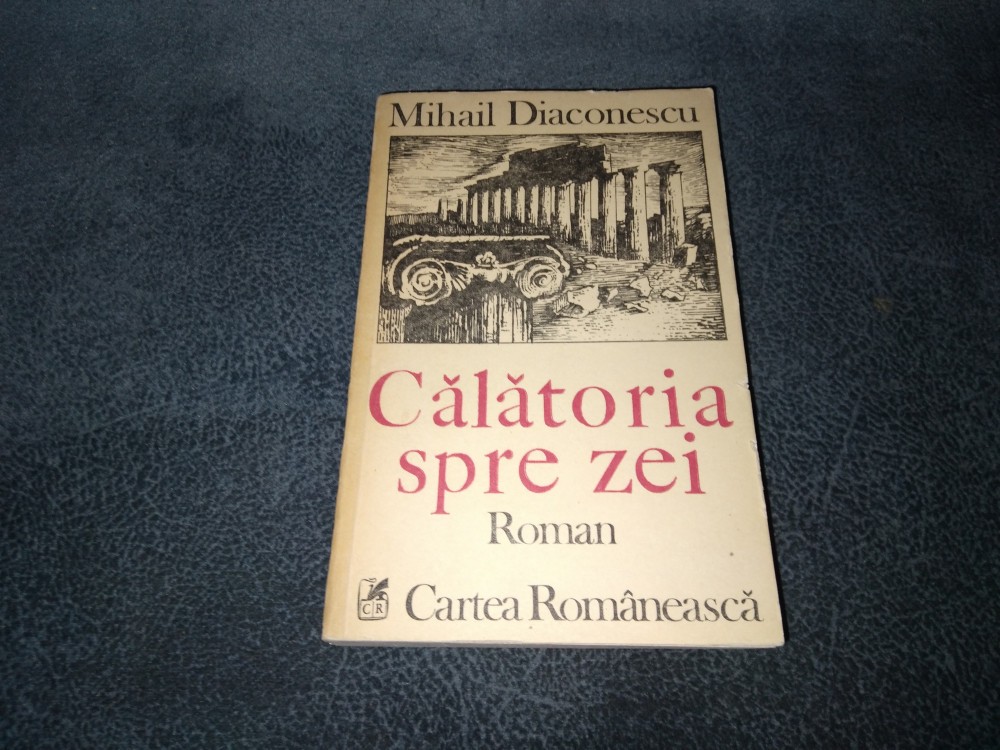 Mihail Diaconescu
Călătoria
spre zei
Roman
CR
Cartea Românească